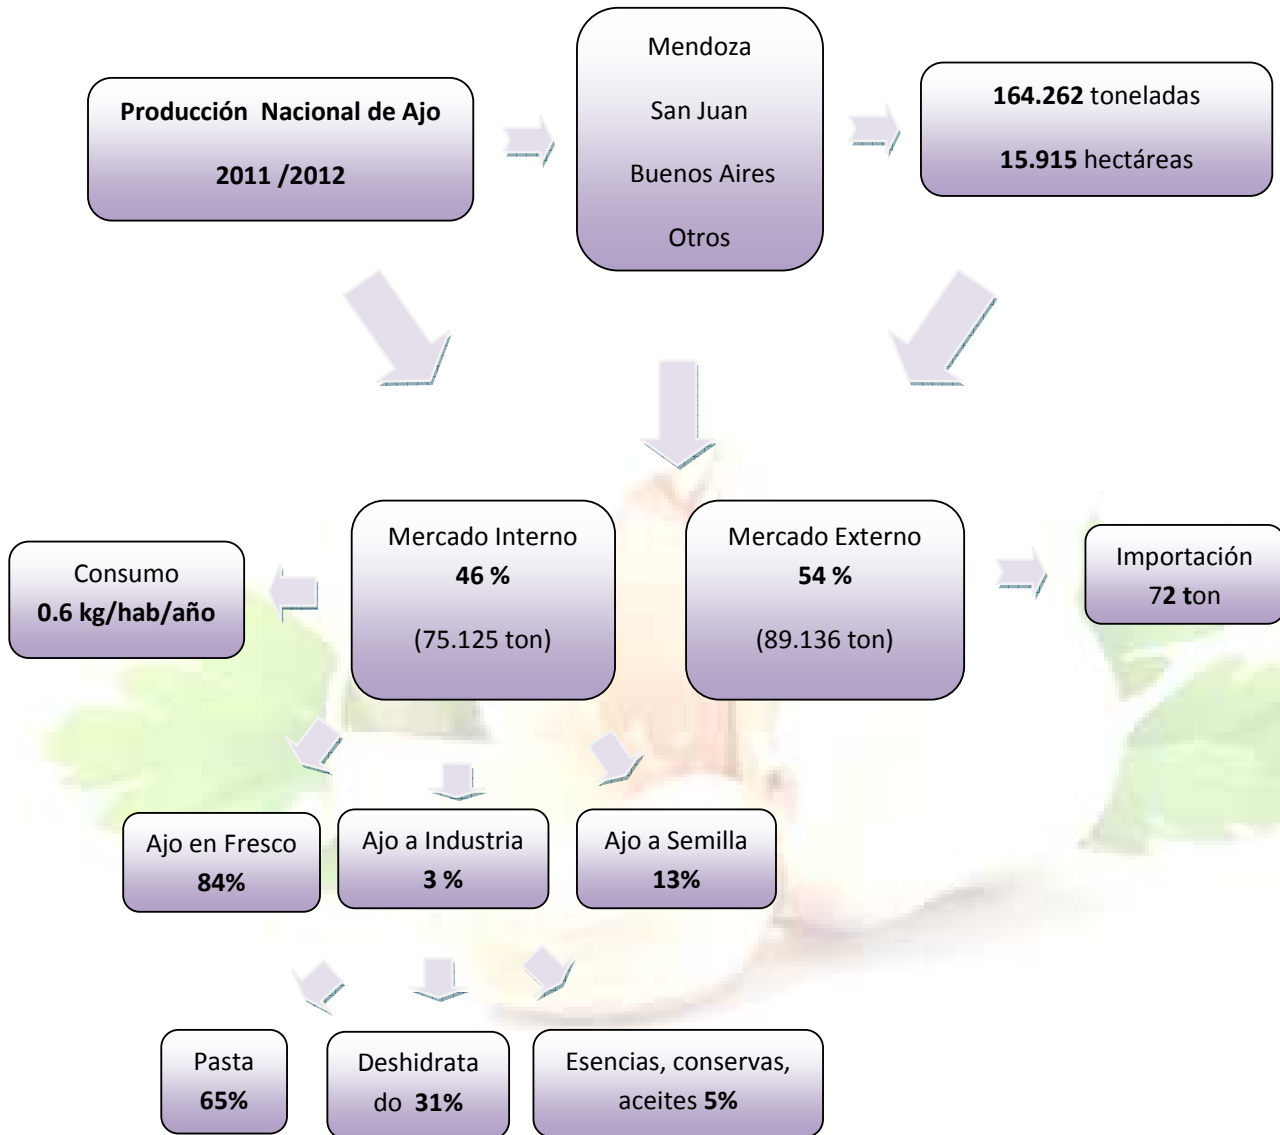 Producción Nacional de Ajo
2011 /2012
Mendoza
San Juan
Buenos Aires
Otros
164.262 toneladas
15.915 hectáreas
Consumo
0.6 kg/hab/año
Mercado Interno
46 %
(75.125 ton)
Mercado Externo
54 %
(89.136 ton)
Importación
72 ton
Ajo en Fresco
84%
Ajo a Industria
3 %
Ajo a Semilla
13%
Pasta
65%
Deshidrata
do 31%
Esencias, conservas,
aceites 5%